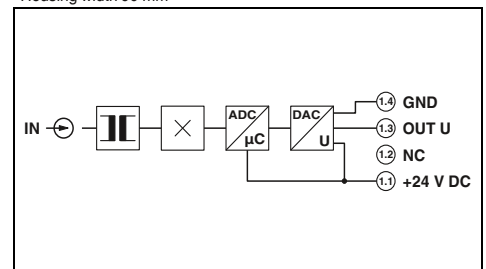 Housing width 55 mm
IN
ADC
µC
DAC
U
1.4 GND
1.3 OUT U
1.2 NC
1.1 +24 V DC